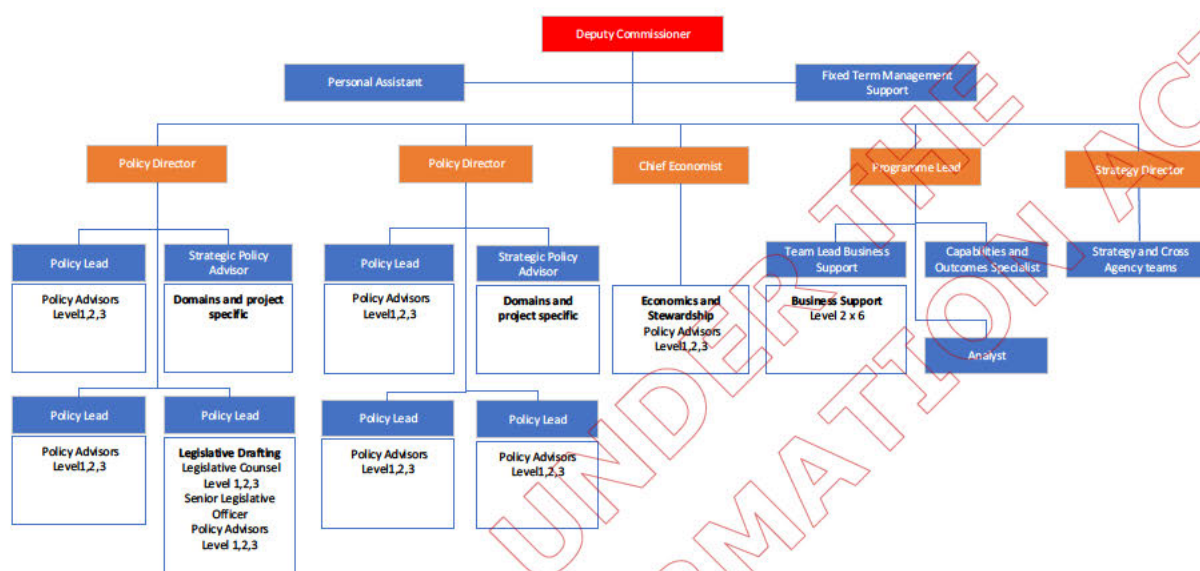 Deputy Commissioner
Personal Assistant
Fixed Term Management
Support
Policy Director
Policy Director
Chief Economist
Programme Lead
Strategy Director
Policy Lead
Strategic Policy
Advisor
Policy Lead
Strategic Policy
Advisor
Team Lead Business
Support
Capabilities and
Outcomes Specialist
Strategy and Cross
Agency teams
Policy Advisors
Level1,2,3
Domains and project
specific
Policy Advisors
Level1,2,3
Domains and
project specific
Economics and
Stewardship
Policy Advisors
Level1,2,3
Business Support
Level 2 x 6
Analyst
Policy Lead
Policy Lead
Policy Lead
Policy Lead
Policy Advisors
Level1,2,3
Legislative Drafting
Legislative Counsel
Level 1,2,3
Senior Legislative
Officer
Policy Advisors
Level 1,2,3
Policy Advisors
Level1,2,3
Policy Advisors
Level1,2,3
UNDER THE
RMATION ACT